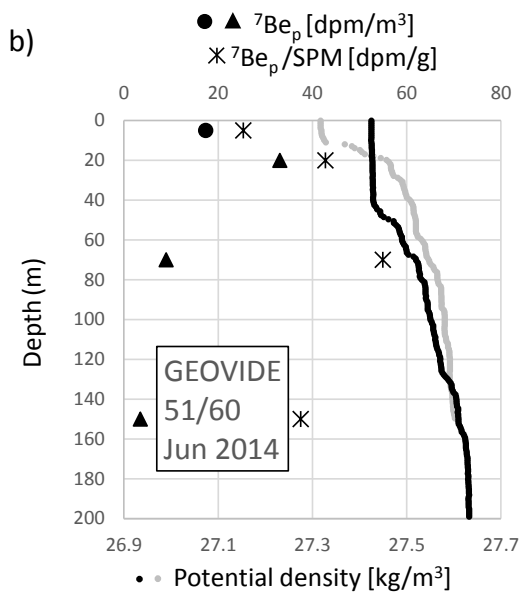 b)
● ▲ ⁷Beₚ [dpm/m³]
⁷Beₚ/SPM [dpm/g]
0 20 40 60 80
0
20
40
60
80
100
120
140
160
180
200
Depth (m)
GEOVIDE
51/60
Jun 2014
26.9 27.1 27.3 27.5 27.7
• • Potential density [kg/m³]